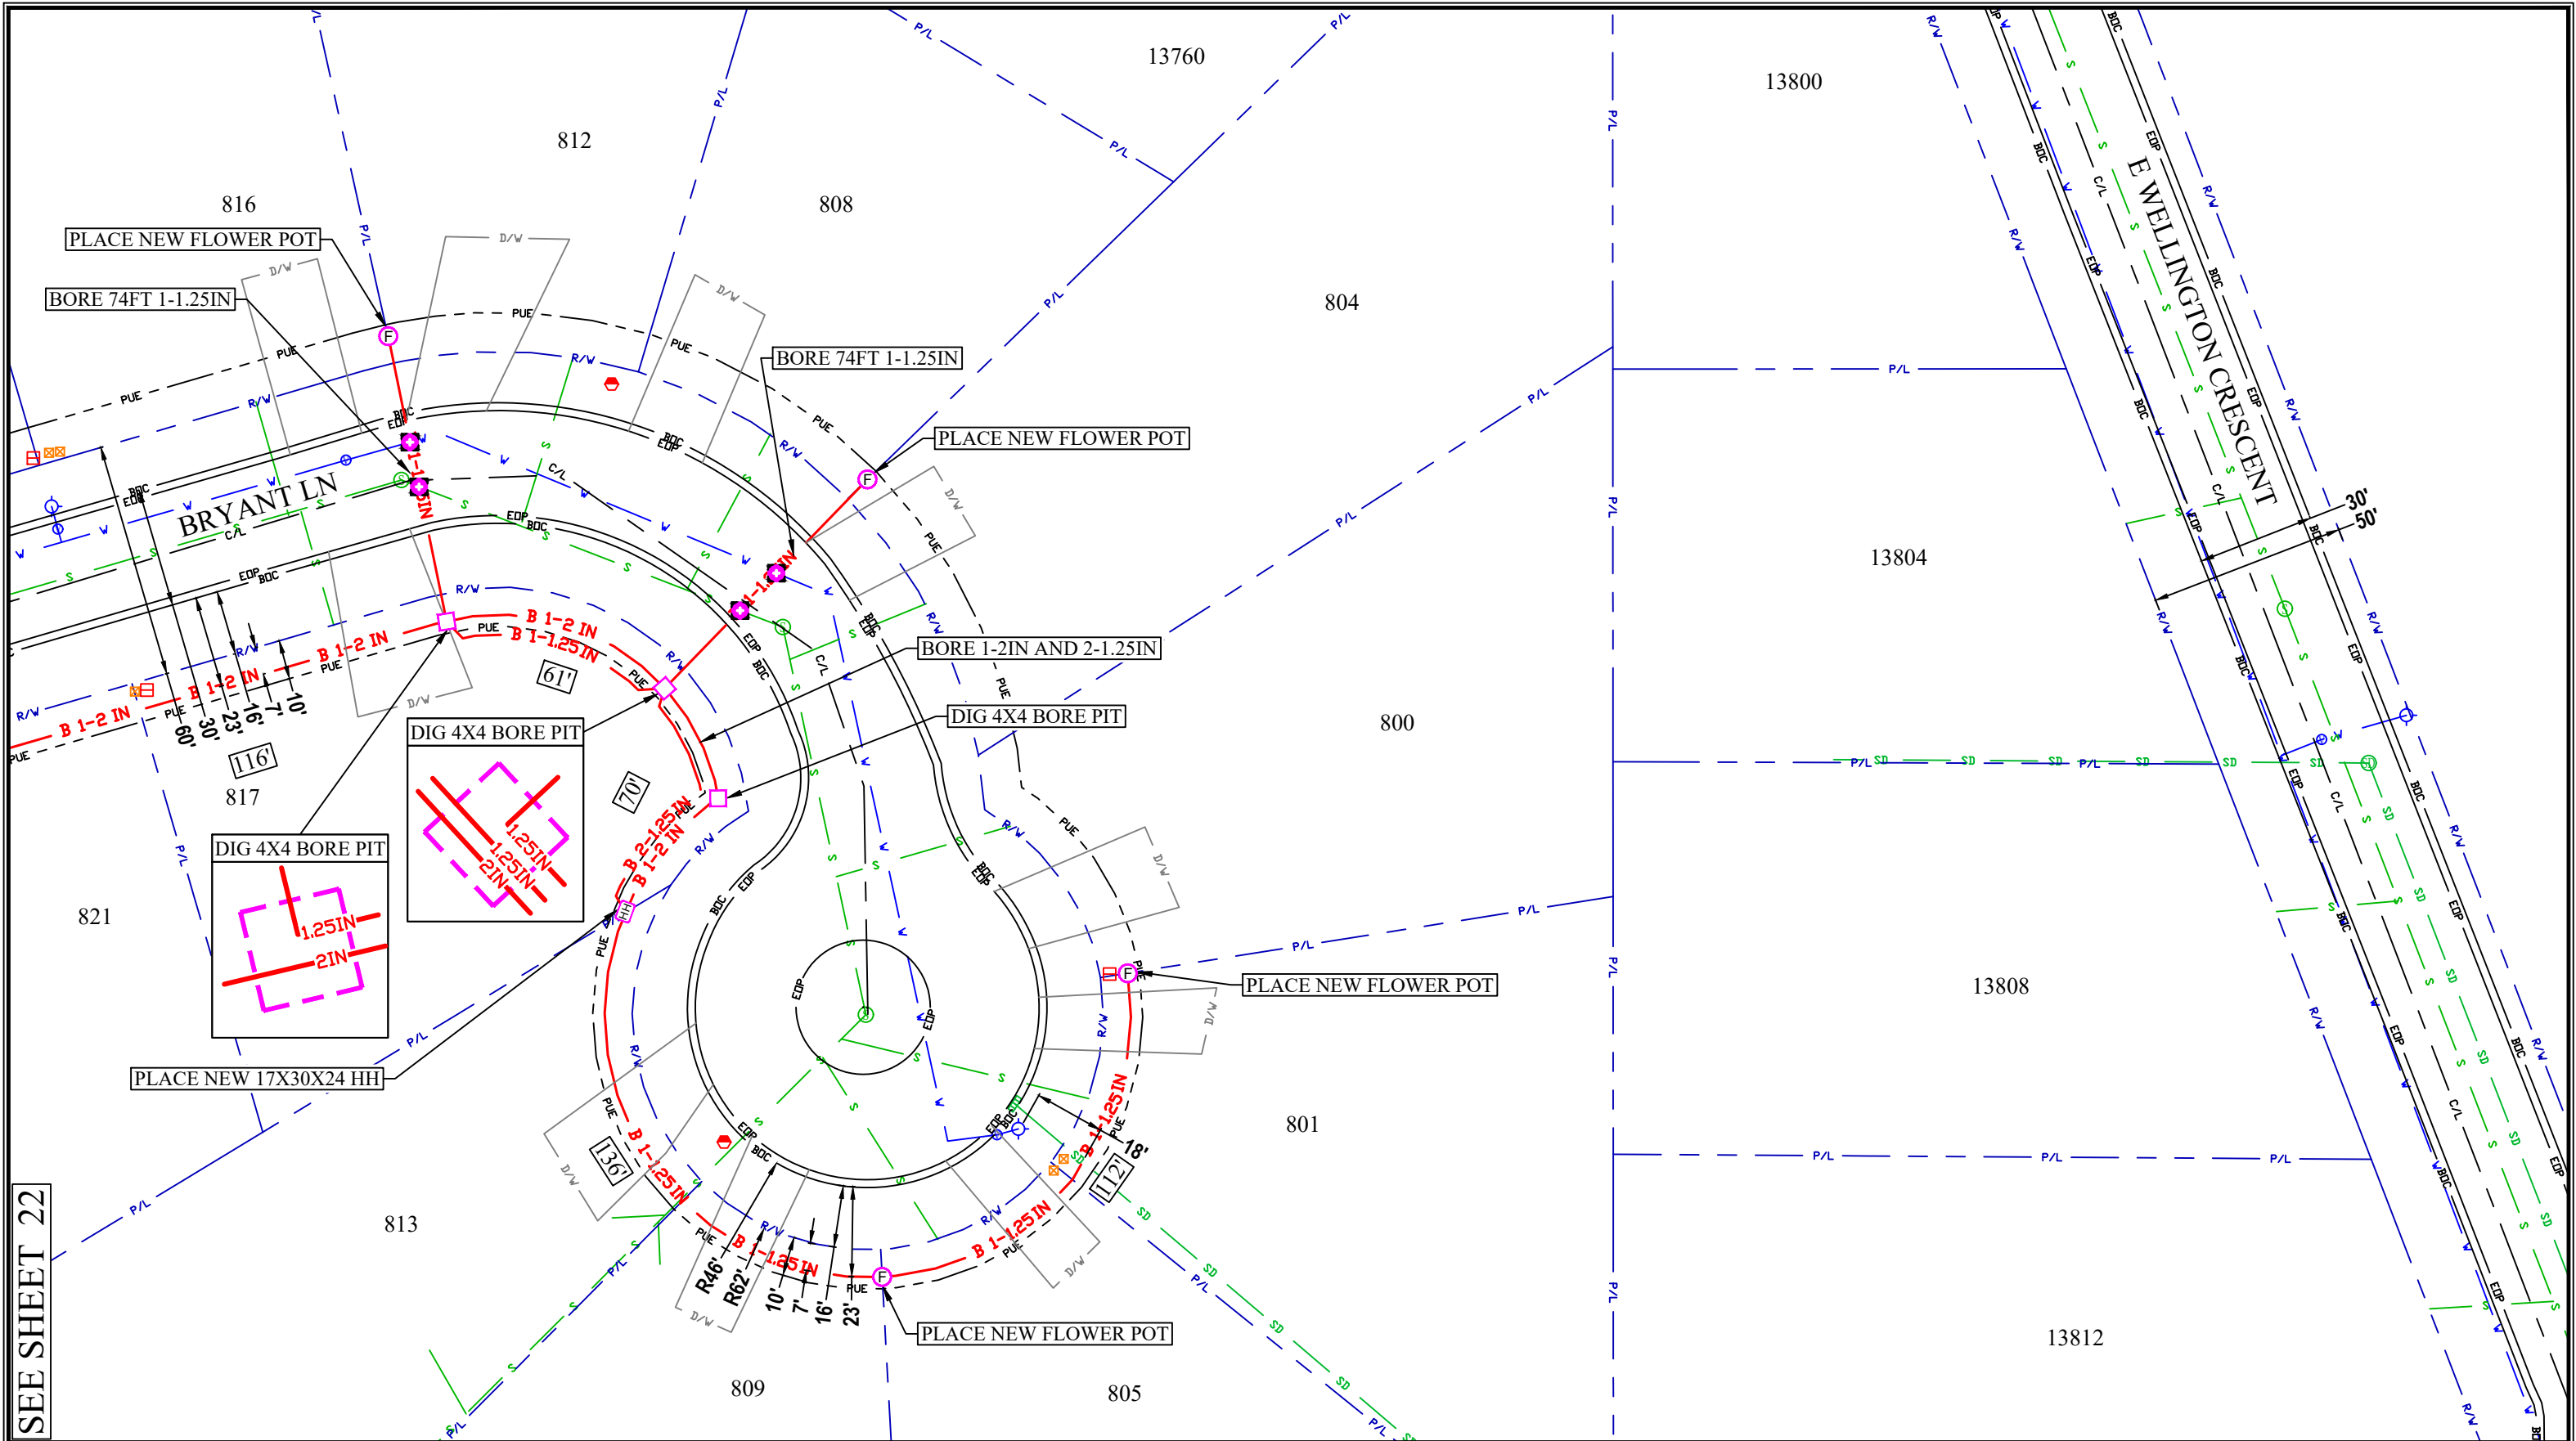 13760
13800
812
816
808
804
PLACE NEW FLOWER POT
BORE 74FT 1-1.25IN
BORE 74FT 1-1.25IN
PLACE NEW FLOWER POT
E WELLINGTON CRESCENT
30'
50'
BRYANT LN
13804
B 1-2 IN
B 1-1.25IN
61'
BORE 1-2IN AND 2-1.25IN
DIG 4X4 BORE PIT
B 1-2 IN
B 1-2 IN
B 1-2 IN
60'
30'
23'
16'
7'
10'
116'
817
DIG 4X4 BORE PIT
1.25IN
1.25IN
2IN
70'
800
B 2-1.25IN
B 1-2 IN
DIG 4X4 BORE PIT
1.25IN
2IN
821
HH
PLACE NEW 17X30X24 HH
PLACE NEW FLOWER POT
13808
801
B 1-1.25IN
18'
112'
136'
B 1-1.25IN
B 1-1.25IN
B 1-1.25IN
813
R46'
R62'
10'
7'
16'
23'
PLACE NEW FLOWER POT
809
805
13812
SEE SHEET 22
P/L
R/W
PUE
D/W
BOC
EOP
C/L
W
S
SD
F